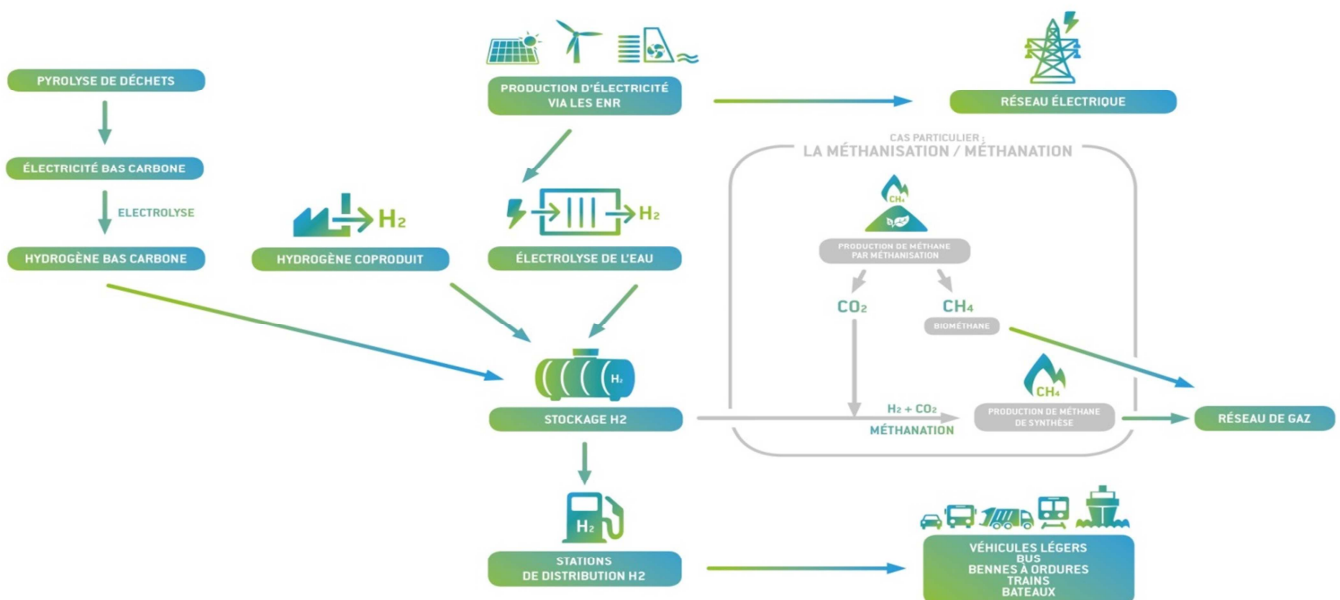 PYROLYSE DE DÉCHETS
ÉLECTRICITÉ BAS CARBONE
ELECTROLYSE
HYDROGÈNE BAS CARBONE
H2
HYDROGÈNE COPRODUIT
PRODUCTION D'ÉLECTRICITÉ
VIA LES ENR
RÉSEAU ÉLECTRIQUE
H2
ÉLECTROLYSE DE L'EAU
CAS PARTICULIER :
LA MÉTHANISATION / MÉTHANATION
CH4
PRODUCTION DE MÉTHANE
PAR MÉTHANISATION
CO2
CH4
BIOMÉTHANE
H2
STOCKAGE H2
H2 + CO2
MÉTHANATION
CH4
PRODUCTION DE MÉTHANE
DE SYNTHÈSE
RÉSEAU DE GAZ
H2
STATIONS
DE DISTRIBUTION H2
VÉHICULES LÉGERS
BUS
BENNES À ORDURES
TRAINS
BATEAUX